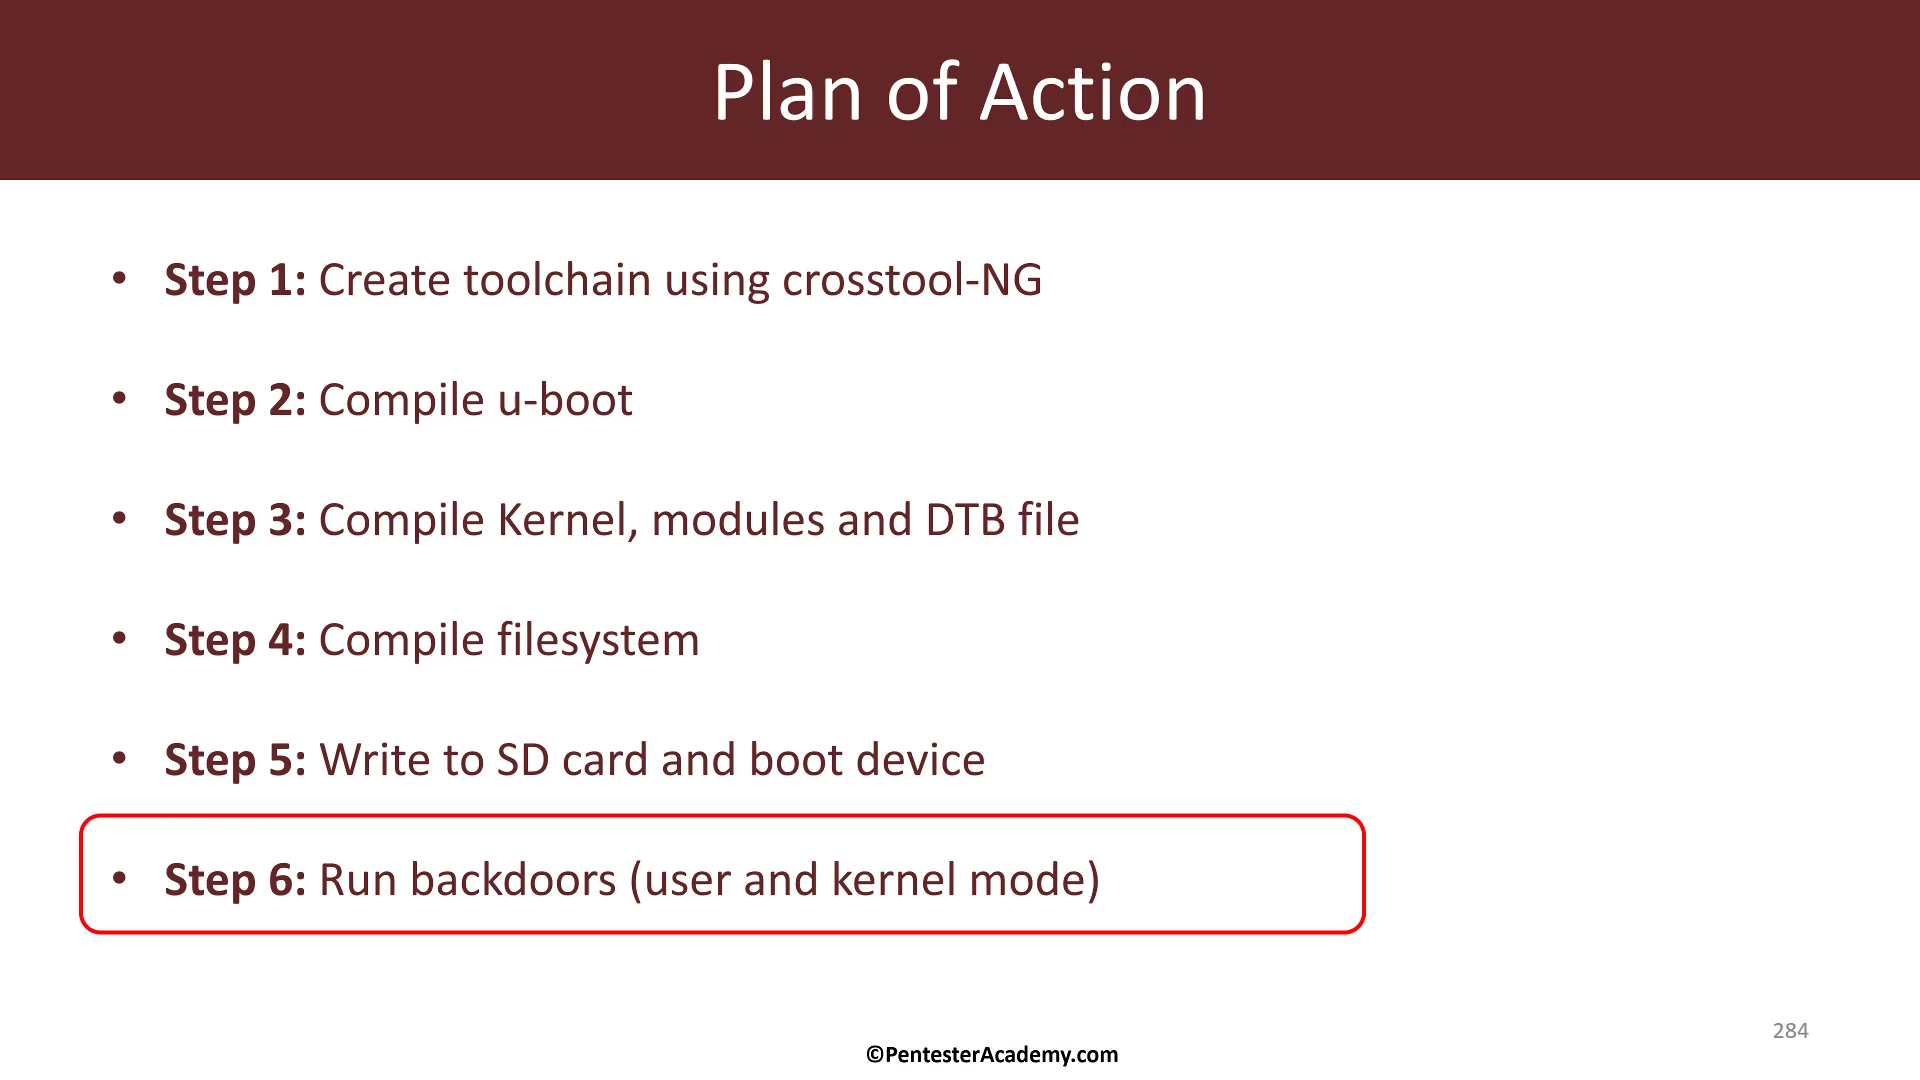 Plan of Action
• Step 1: Create toolchain using crosstool-NG
• Step 2: Compile u-boot
• Step 3: Compile Kernel, modules and DTB file
• Step 4: Compile filesystem
• Step 5: Write to SD card and boot device
• Step 6: Run backdoors (user and kernel mode)
284
©PentesterAcademy.com